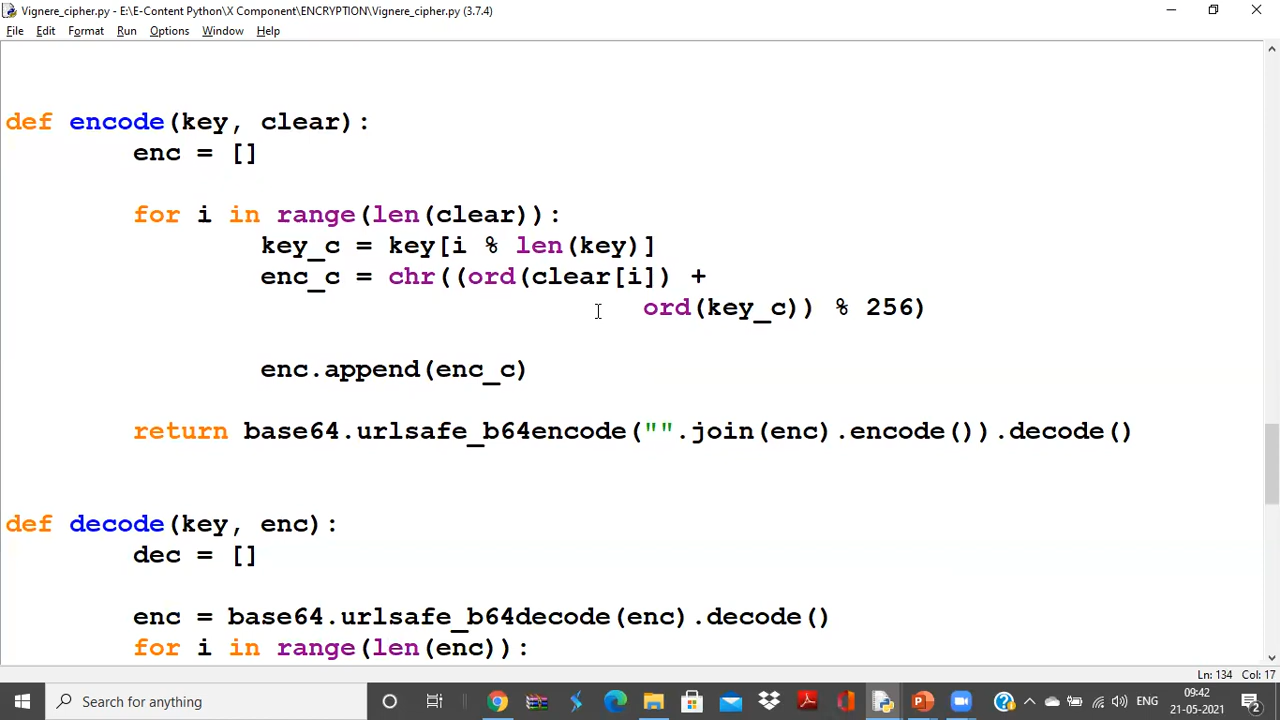 Vignere_cipher.py - E:\E-Content Python\X Component\ENCRYPTION\Vignere_cipher.py (3.7.4)
File Edit Format Run Options Window Help
def encode(key, clear):
enc = []
for i in range(len(clear)):
key_c = key[i % len(key)]
enc_c = chr((ord(clear[i]) +
ord(key_c)) % 256)
enc.append(enc_c)
return base64.urlsafe_b64encode("".join(enc).encode()).decode()
def decode(key, enc):
dec = []
enc = base64.urlsafe_b64decode(enc).decode()
for i in range(len(enc)):
Ln: 134 Col: 17
Search for anything
ENG
09:42
21-05-2021
2